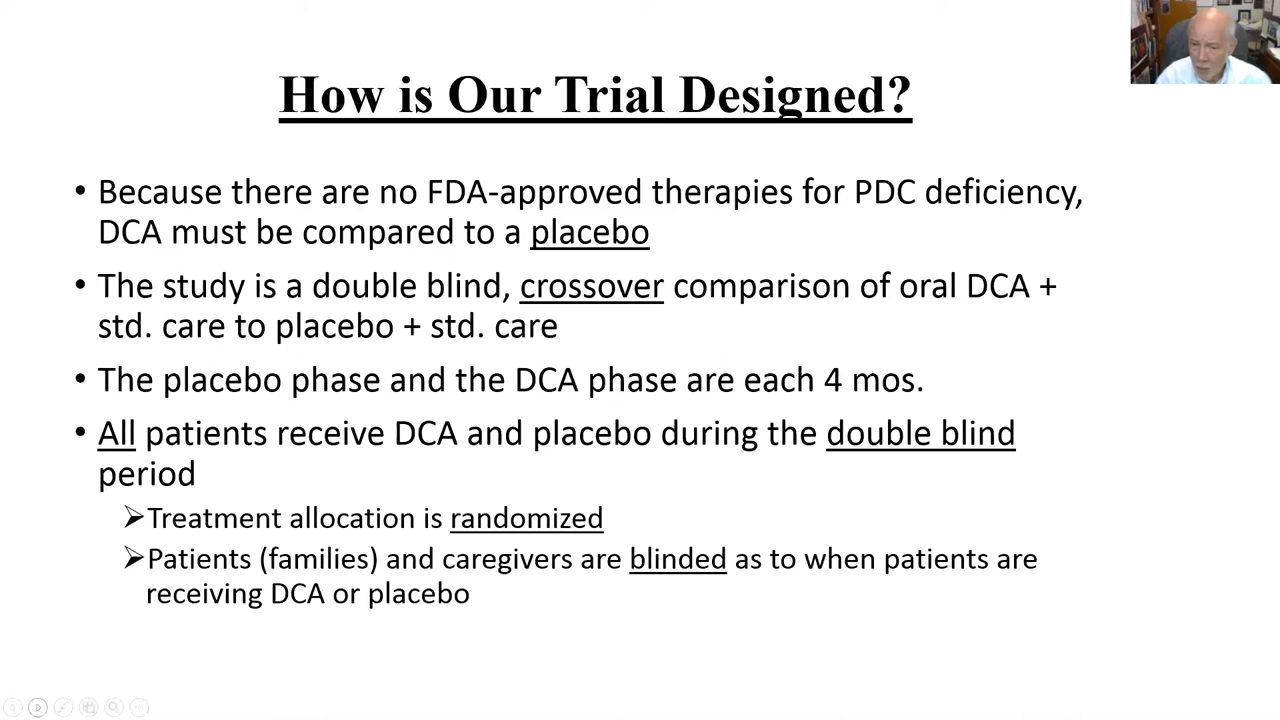 How is Our Trial Designed?
• Because there are no FDA-approved therapies for PDC deficiency,
DCA must be compared to a placebo
• The study is a double blind, crossover comparison of oral DCA +
std. care to placebo + std. care
• The placebo phase and the DCA phase are each 4 mos.
• All patients receive DCA and placebo during the double blind
period
➢Treatment allocation is randomized
➢Patients (families) and caregivers are blinded as to when patients are
receiving DCA or placebo